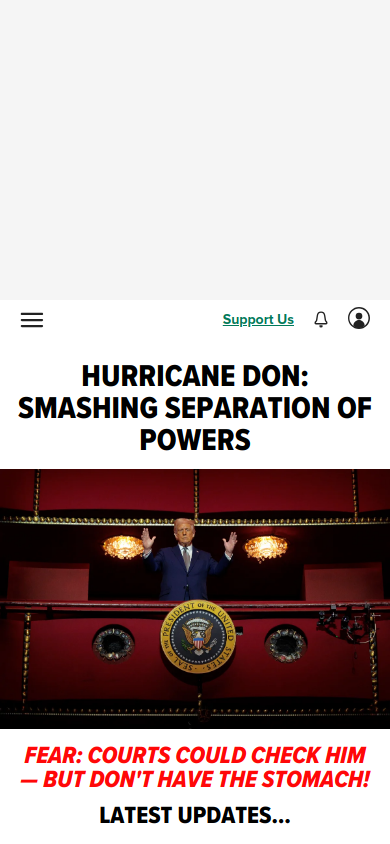 Support Us
HURRICANE DON:
SMASHING SEPARATION OF
POWERS
SEAL OF THE PRESIDENT OF THE UNITED STATES
FEAR: COURTS COULD CHECK HIM
— BUT DON'T HAVE THE STOMACH!
LATEST UPDATES...